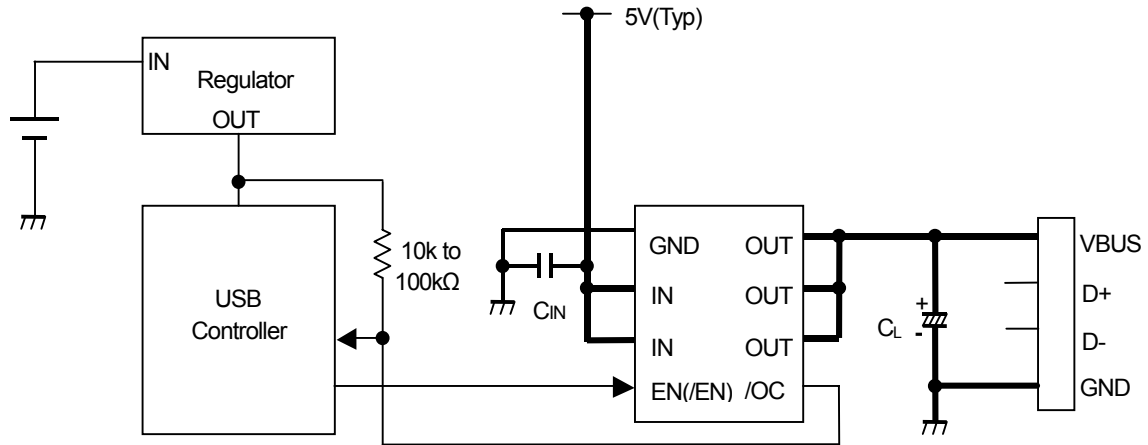 5V(Typ)
IN
Regulator
OUT
10k to
100kΩ
USB
Controller
CIN
GND OUT
IN OUT
IN OUT
EN(/EN) /OC
+
CL
-
VBUS
D+
D-
GND